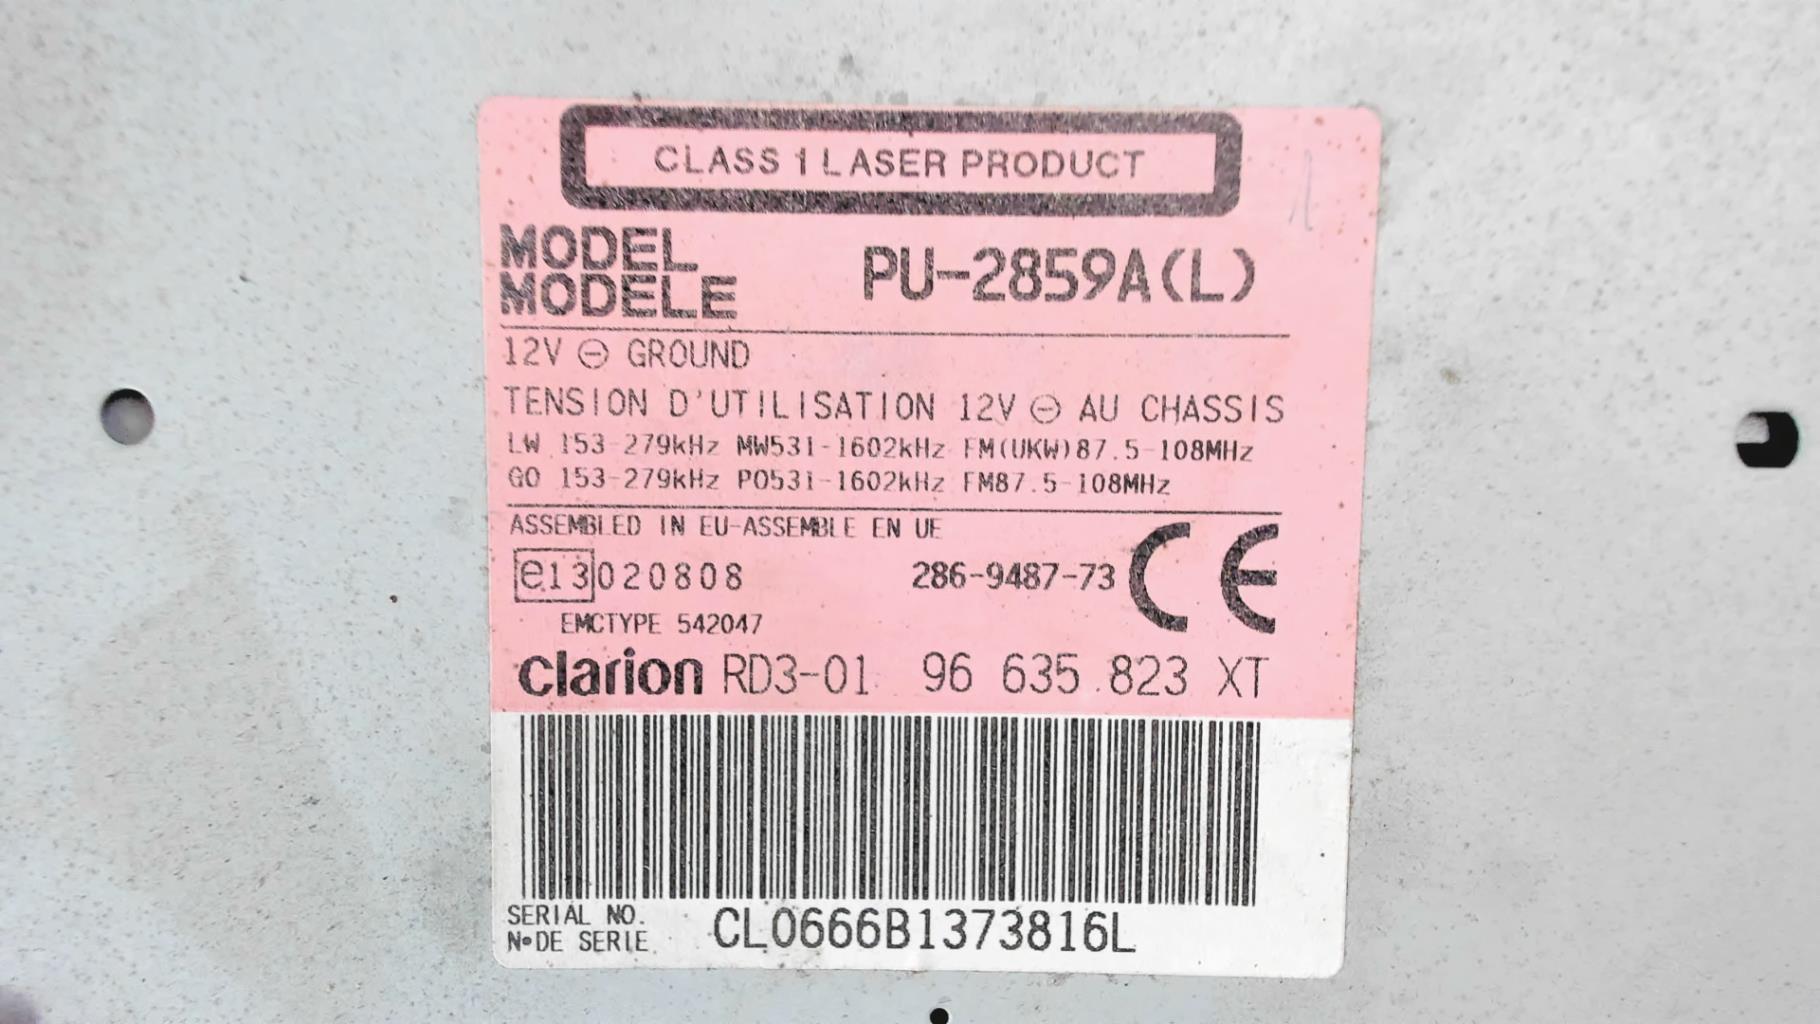 CLASS 1 LASER PRODUCT
MODEL
MODELE
PU-2859A(L)
12V ⊖ GROUND
TENSION D'UTILISATION 12V ⊖ AU CHASSIS
LW 153-279kHz MW531-1602kHz FM(UKW)87.5-108MHz
GO 153-279kHz PO531-1602kHz FM87.5-108MHz
ASSEMBLED IN EU-ASSEMBLE EN UE
e13 020808
286-9487-73 CE
EMCTYPE 542047
clarion RD3-01 96 635 823 XT
SERIAL NO.
N°DE SERIE
CL0666B1373816L